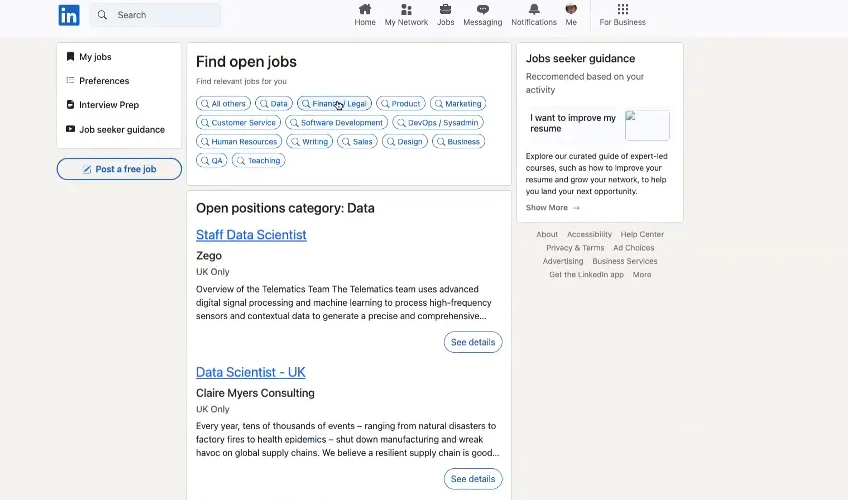 in
Search
Home
My Network
Jobs
Messaging
Notifications
Me
For Business
My jobs
Preferences
Interview Prep
Job seeker guidance
Post a free job
Find open jobs
Find relevant jobs for you
All others
Data
Finance / Legal
Product
Marketing
Customer Service
Software Development
DevOps / Sysadmin
Human Resources
Writing
Sales
Design
Business
QA
Teaching
Open positions category: Data
Staff Data Scientist
Zego
UK Only
Overview of the Telematics Team The Telematics team uses advanced
digital signal processing and machine learning to process high-frequency
sensors and contextual data to generate a precise and comprehensive...
See details
Data Scientist - UK
Claire Myers Consulting
UK Only
Every year, tens of thousands of events – ranging from natural disasters to
factory fires to health epidemics – shut down manufacturing and wreak
havoc on global supply chains. We believe a resilient supply chain is good...
See details
Jobs seeker guidance
Reccomended based on your
activity
I want to improve my
resume
Explore our curated guide of expert-led
courses, such as how to improve your
resume and grow your network, to help
you land your next opportunity.
Show More →
About Accessibility Help Center
Privacy & Terms Ad Choices
Advertising Business Services
Get the LinkedIn app More